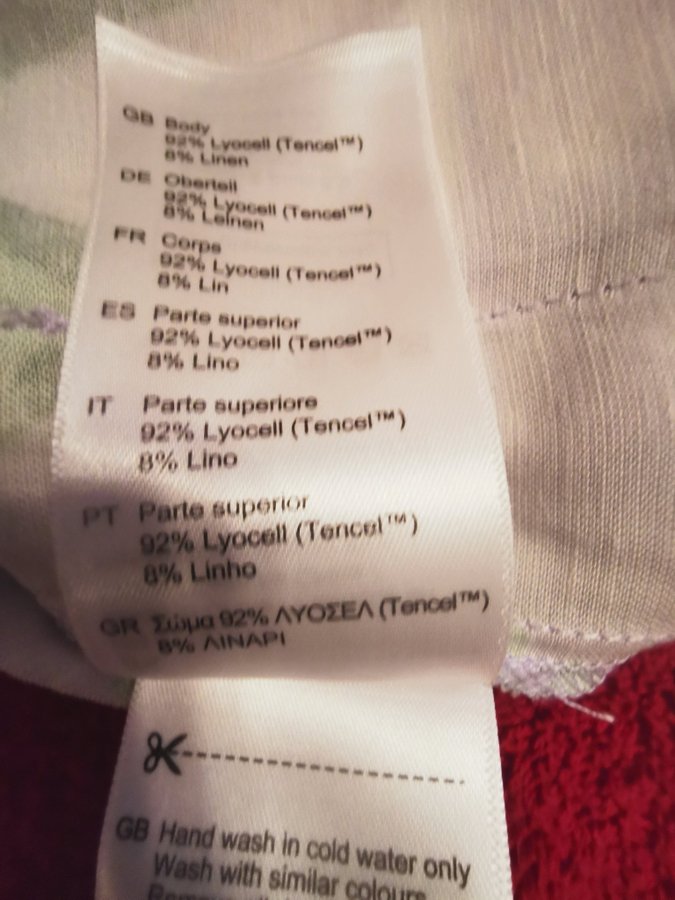 GB Body
92% Lyocell (Tencel™)
8% Linen
DE Oberteil
92% Lyocell (Tencel™)
8% Leinen
FR Corps
92% Lyocell (Tencel™)
8% Lin
ES Parte superior
92% Lyocell (Tencel™)
8% Lino
IT Parte superiore
92% Lyocell (Tencel™)
8% Lino
PT Parte superior
92% Lyocell (Tencel™)
8% Linho
GR Σώμα 92% ΛΥΟΣΕΛ (Tencel™)
8% ΛΙΝΑΡΙ
GB Hand wash in cold water only
Wash with similar colours